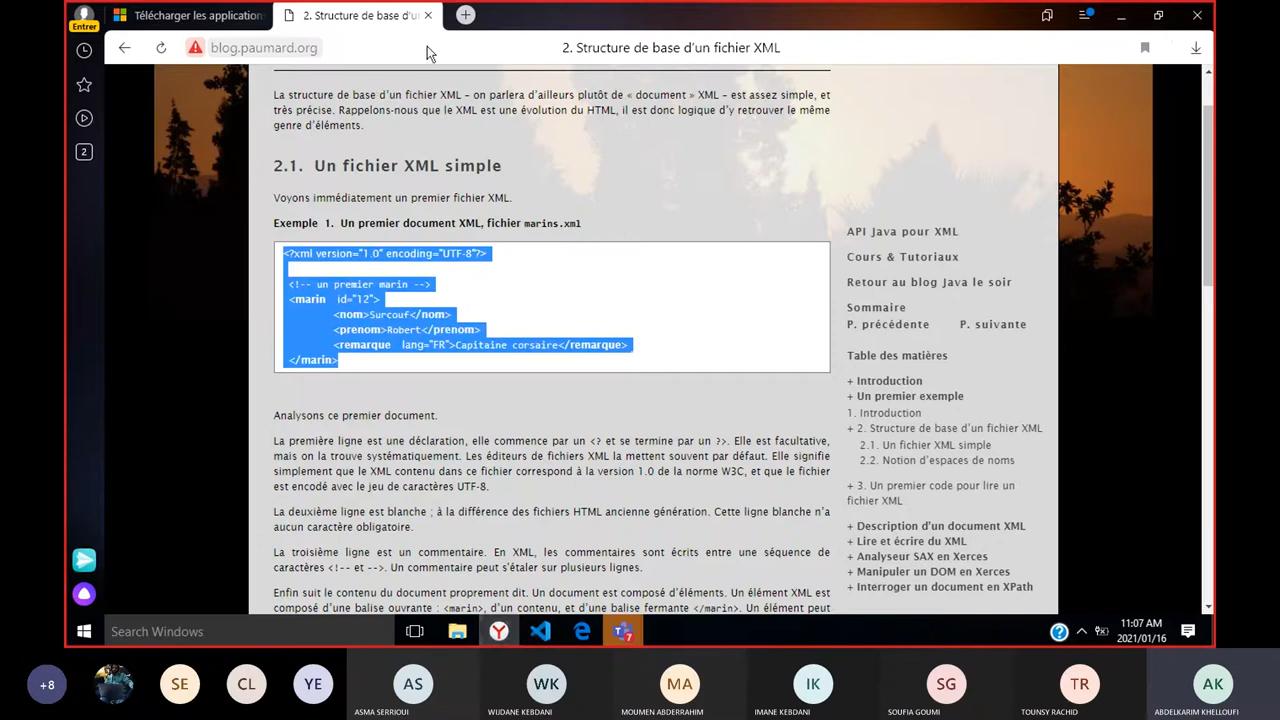 Entrer
Télécharger les application
2. Structure de base d'u
blog.paumard.org
2. Structure de base d'un fichier XML
2
La structure de base d'un fichier XML – on parlera d'ailleurs plutôt de « document » XML – est assez simple, et
très précise. Rappelons-nous que le XML est une évolution du HTML, il est donc logique d'y retrouver le même
genre d'éléments.
2.1. Un fichier XML simple
Voyons immédiatement un premier fichier XML.
Exemple 1. Un premier document XML, fichier marins.xml
<?xml version="1.0" encoding="UTF-8"?>
<!-- un premier marin -->
<marin id="12">
<nom>Surcouf</nom>
<prenom>Robert</prenom>
<remarque lang="FR">Capitaine corsaire</remarque>
</marin>
Analysons ce premier document.
La première ligne est une déclaration, elle commence par un <? et se termine par un ?>. Elle est facultative,
mais on la trouve systématiquement. Les éditeurs de fichiers XML la mettent souvent par défaut. Elle signifie
simplement que le XML contenu dans ce fichier correspond à la version 1.0 de la norme W3C, et que le fichier
est encodé avec le jeu de caractères UTF-8.
La deuxième ligne est blanche ; à la différence des fichiers HTML ancienne génération. Cette ligne blanche n'a
aucun caractère obligatoire.
La troisième ligne est un commentaire. En XML, les commentaires sont écrits entre une séquence de
caractères <!-- et -->. Un commentaire peut s'étaler sur plusieurs lignes.
Enfin suit le contenu du document proprement dit. Un document est composé d'éléments. Un élément XML est
composé d'une balise ouvrante : <marin>, d'un contenu, et d'une balise fermante </marin>. Un élément peut
API Java pour XML
Cours & Tutoriaux
Retour au blog Java le soir
Sommaire
P. précédente P. suivante
Table des matières
+ Introduction
+ Un premier exemple
1. Introduction
+ 2. Structure de base d'un fichier XML
2.1. Un fichier XML simple
2.2. Notion d'espaces de noms
+ 3. Un premier code pour lire un
fichier XML
+ Description d'un document XML
+ Lire et écrire du XML
+ Analyseur SAX en Xerces
+ Manipuler un DOM en Xerces
+ Interroger un document en XPath
Search Windows
11:07 AM
2021/01/16
+8
SE
CL
YE
AS
ASMA SERRIOUI
WK
WIJDANE KEBDANI
MA
MOUMEN ABDERRAHIM
IK
IMANE KEBDANI
SG
SOUFIA GOUMI
TR
TOUNSY RACHID
AK
ABDELKARIM KHELLOUFI